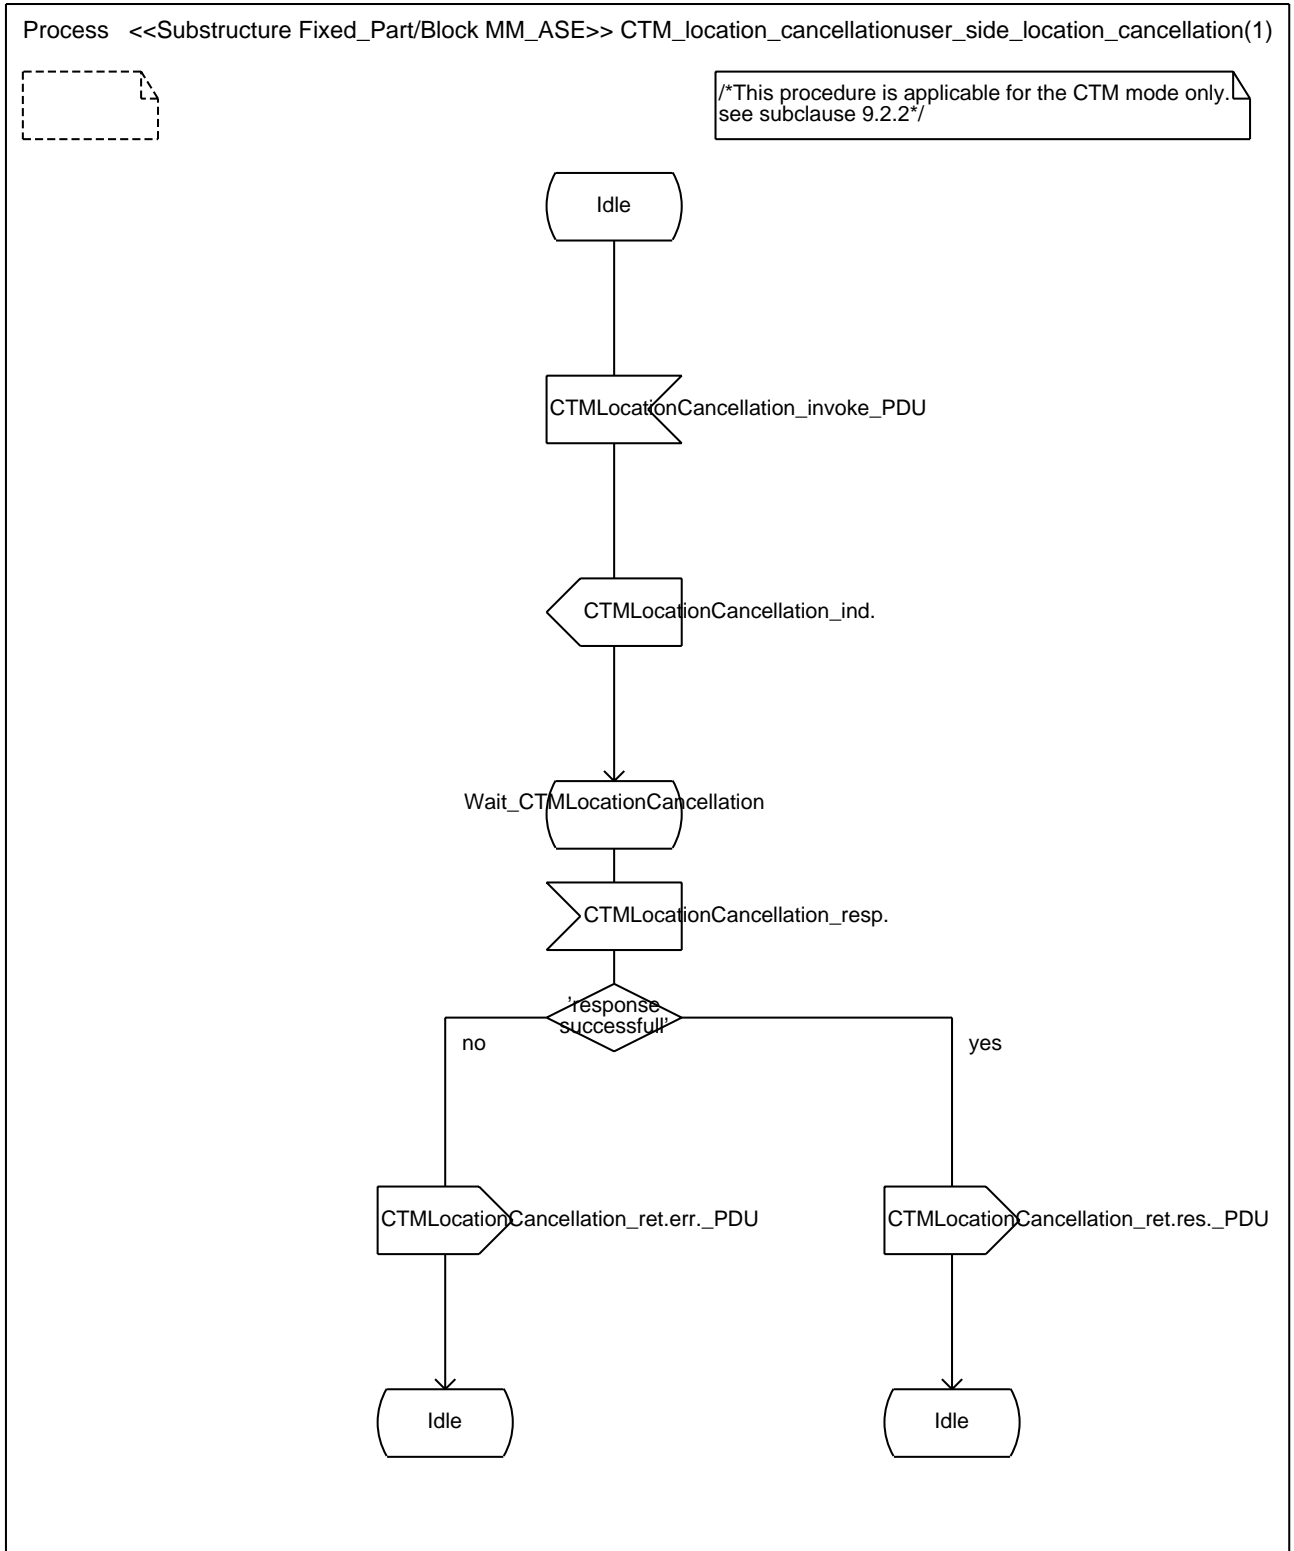 Process <<Substructure Fixed_Part/Block MM_ASE>> CTM_location_cancellationuser_side_location_cancellation(1)
/*This procedure is applicable for the CTM mode only.
see subclause 9.2.2*/
Idle
CTMLocationCancellation_invoke_PDU
CTMLocationCancellation_ind.
Wait_CTMLocationCancellation
CTMLocationCancellation_resp.
'response
successfull'
no
yes
CTMLocationCancellation_ret.err._PDU
CTMLocationCancellation_ret.res._PDU
Idle
Idle